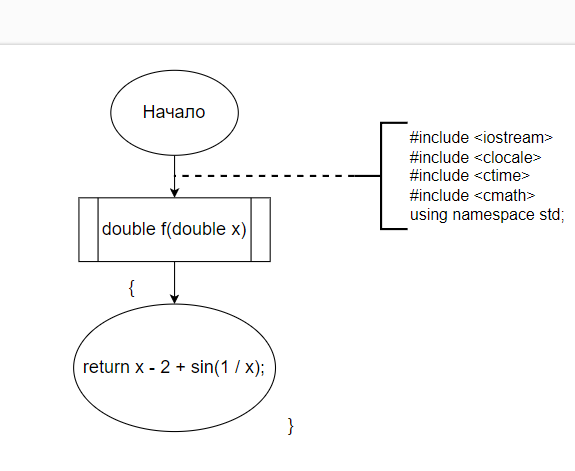 Начало
#include <iostream>
#include <clocale>
#include <ctime>
#include <cmath>
using namespace std;
double f(double x)
{
return x - 2 + sin(1 / x);
}